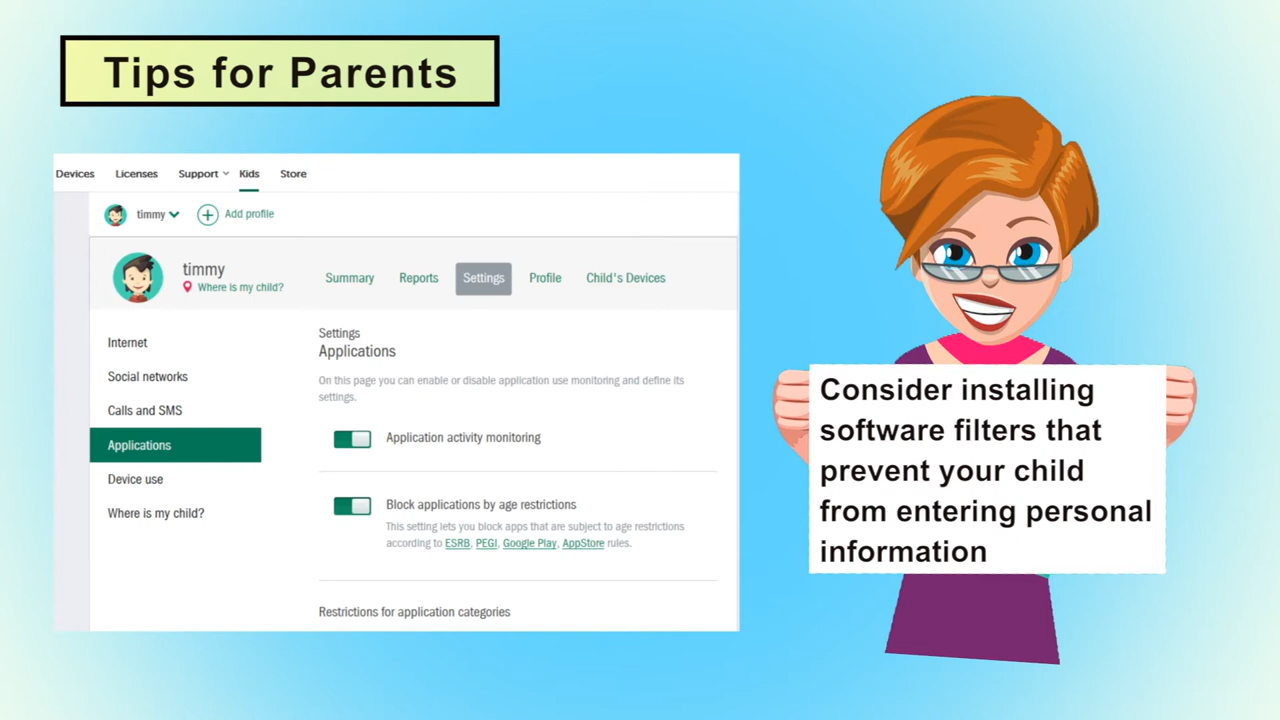 Tips for Parents
Devices Licenses Support Kids Store
timmy Add profile
timmy
Where is my child?
Summary Reports Settings Profile Child's Devices
Internet
Social networks
Calls and SMS
Applications
Device use
Where is my child?
Settings
Applications
On this page you can enable or disable application use monitoring and define its
settings.
Application activity monitoring
Block applications by age restrictions
This setting lets you block apps that are subject to age restrictions
according to ESRB, PEGI, Google Play, AppStore rules.
Restrictions for application categories
Consider installing
software filters that
prevent your child
from entering personal
information